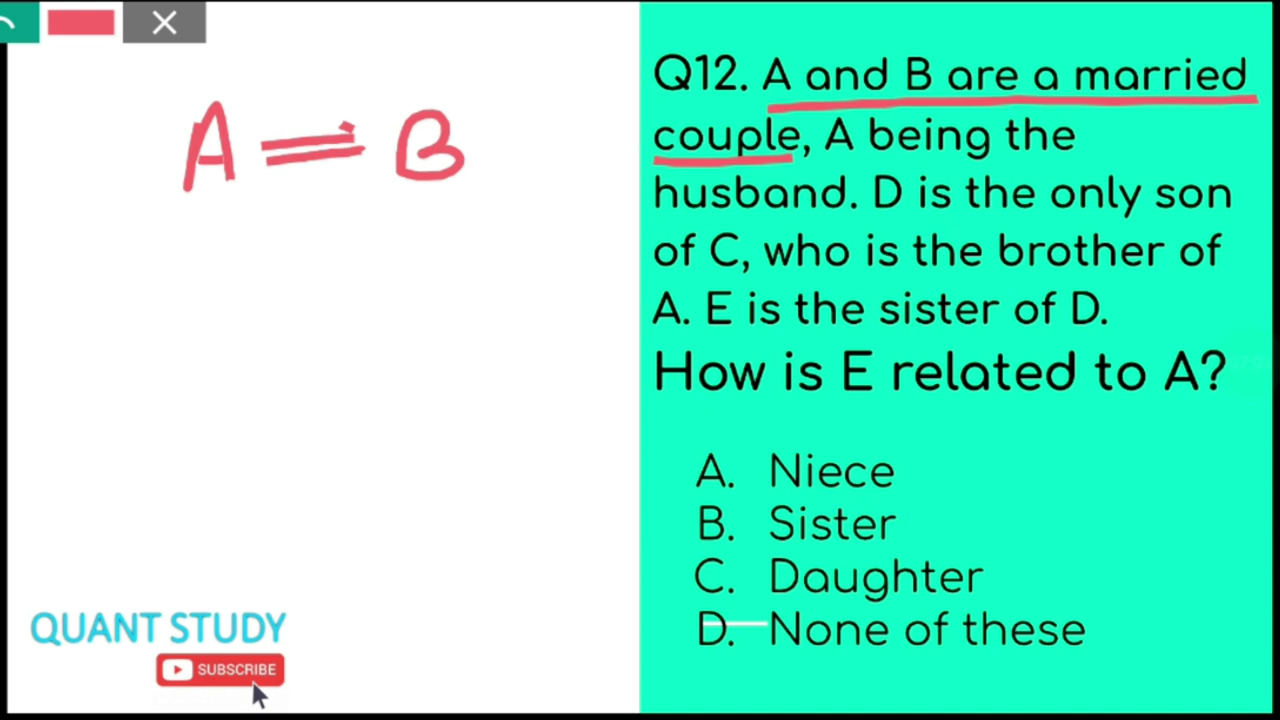 A = B
Q12. A and B are a married
couple, A being the
husband. D is the only son
of C, who is the brother of
A. E is the sister of D.
How is E related to A?
A. Niece
B. Sister
C. Daughter
D. None of these
QUANT STUDY
SUBSCRIBE